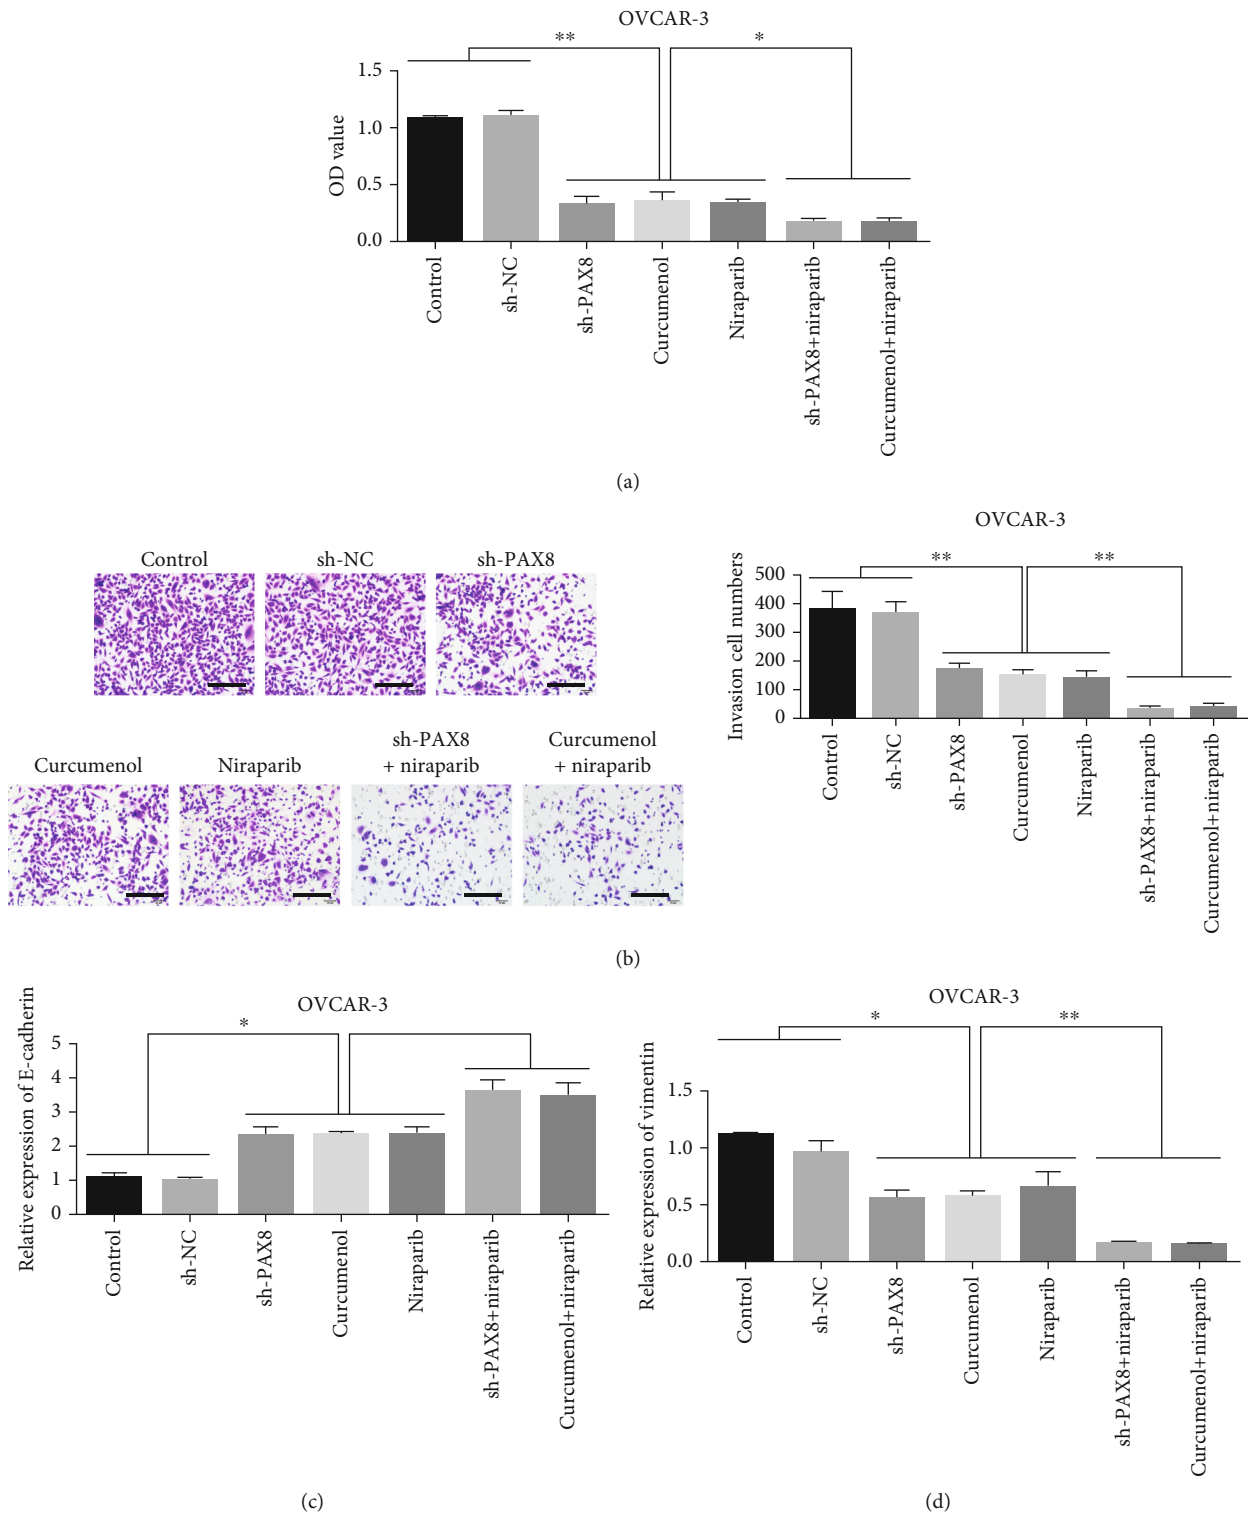 OVCAR-3
**
*
OD value
1.5
1.0
0.5
0.0
Control
sh-NC
sh-PAX8
Curcumenol
Niraparib
sh-PAX8+niraparib
Curcumenol+niraparib
(a)
Control
sh-NC
sh-PAX8
Curcumenol
Niraparib
sh-PAX8
+ niraparib
Curcumenol
+ niraparib
OVCAR-3
**
**
Invasion cell numbers
500
400
300
200
100
0
Control
sh-NC
sh-PAX8
Curcumenol
Niraparib
sh-PAX8+niraparib
Curcumenol+niraparib
(b)
OVCAR-3
*
Relative expression of E-cadherin
5
4
3
2
1
0
Control
sh-NC
sh-PAX8
Curcumenol
Niraparib
sh-PAX8+niraparib
Curcumenol+niraparib
(c)
OVCAR-3
*
**
Relative expression of vimentin
1.5
1.0
0.5
0.0
Control
sh-NC
sh-PAX8
Curcumenol
Niraparib
sh-PAX8+niraparib
Curcumenol+niraparib
(d)